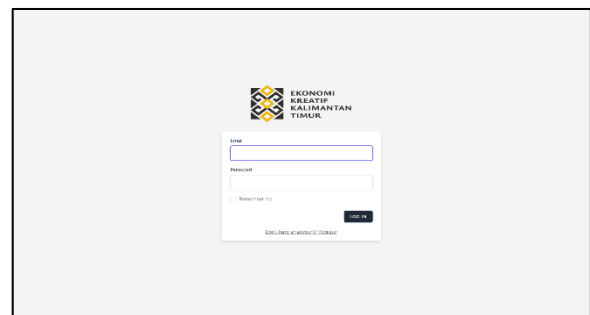 EKONOMI
KREATIF
KALIMANTAN
TIMUR
Email
Password
Remember me
LOG IN
Don't have an account? Register